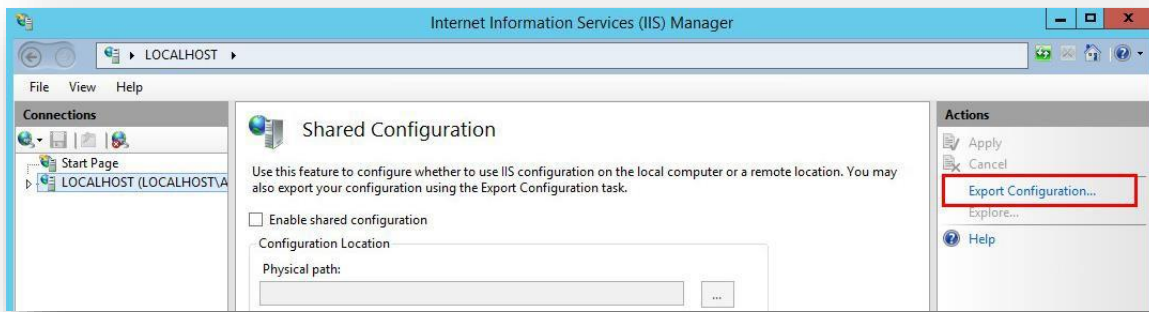 Internet Information Services (IIS) Manager
LOCALHOST
File View Help
Connections
Start Page
LOCALHOST (LOCALHOST\A
Shared Configuration
Use this feature to configure whether to use IIS configuration on the local computer or a remote location. You may
also export your configuration using the Export Configuration task.
Enable shared configuration
Configuration Location
Physical path:
...
Actions
Apply
Cancel
Export Configuration...
Explore...
Help